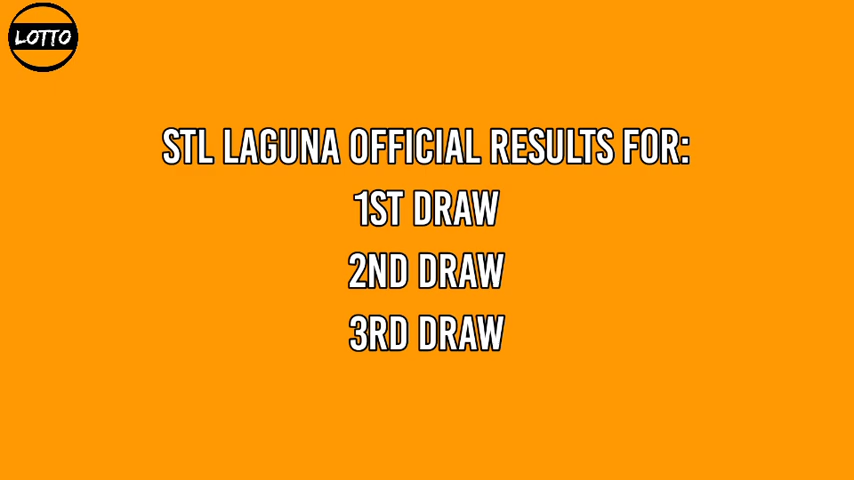 LOTTO
STL LAGUNA OFFICIAL RESULTS FOR:
1ST DRAW
2ND DRAW
3RD DRAW